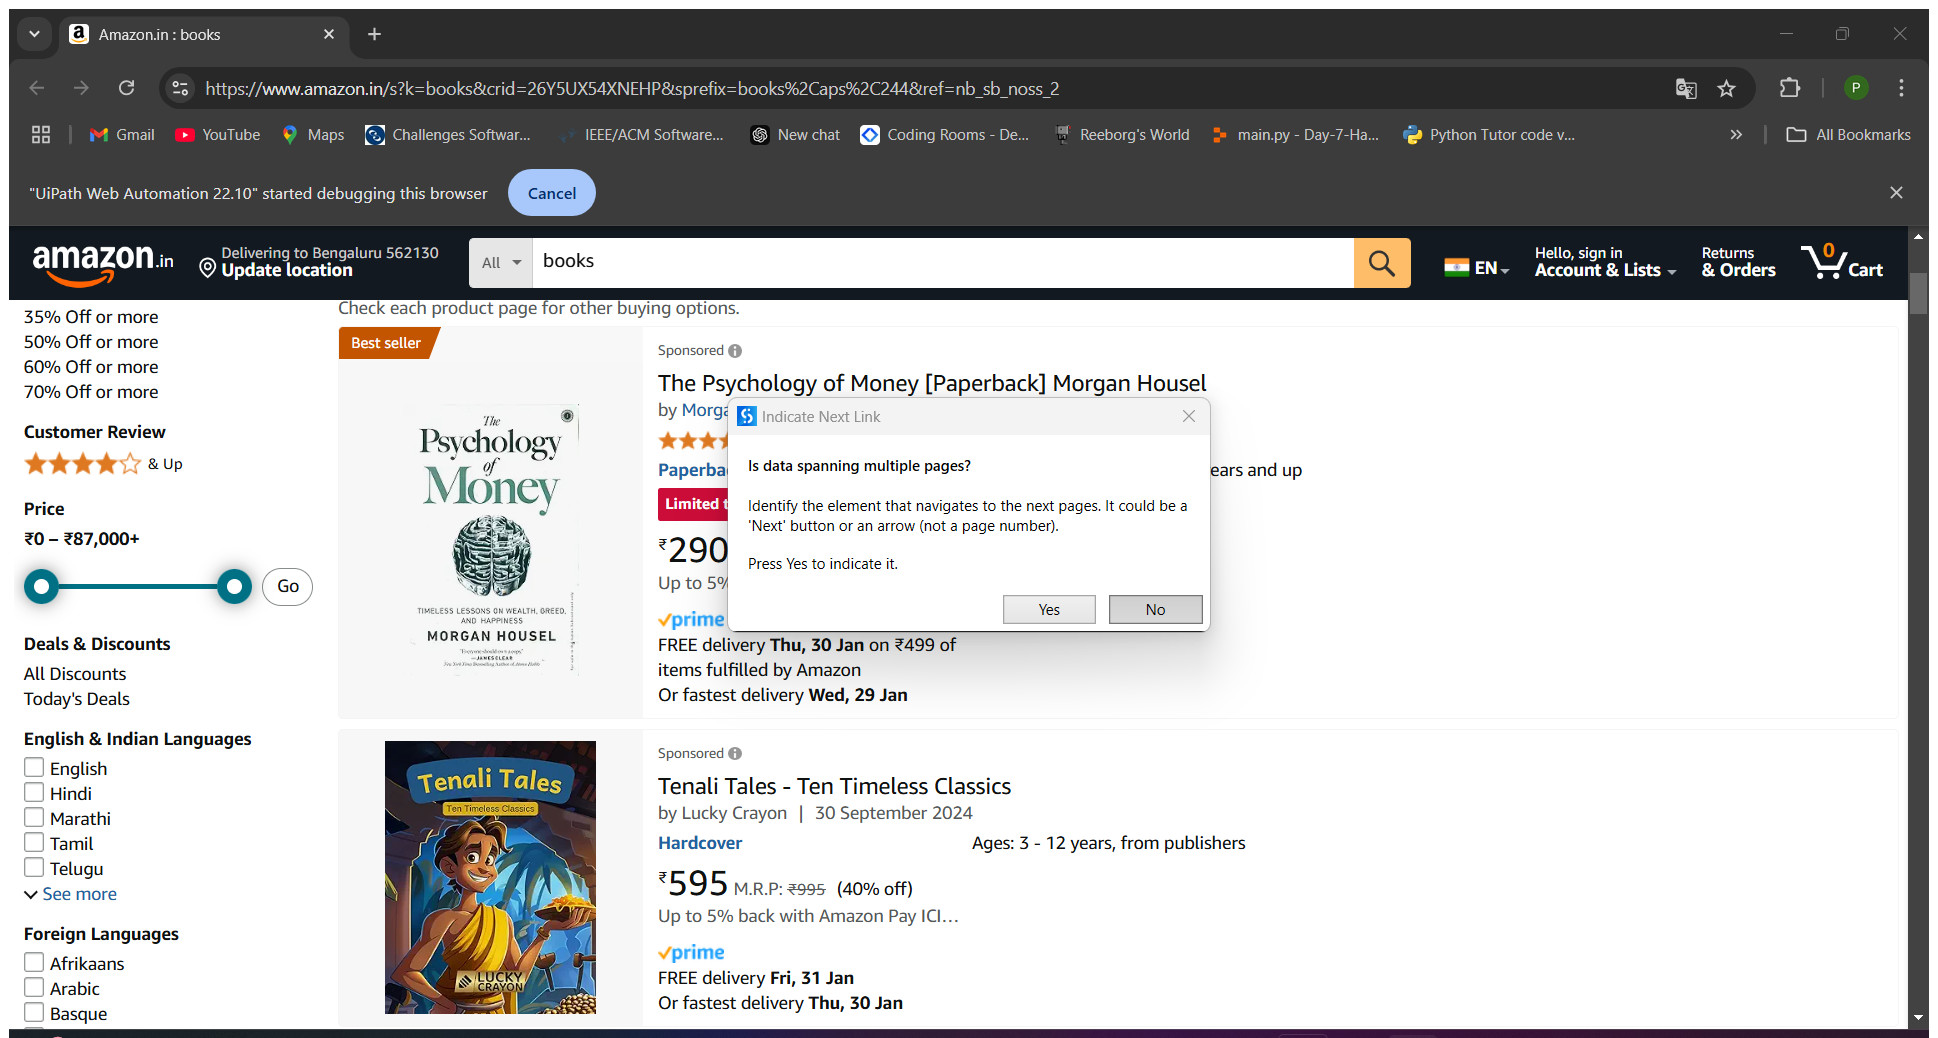 Amazon.in : books
https://www.amazon.in/s?k=books&crid=26Y5UX54XNEHP&sprefix=books%2Caps%2C244&ref=nb_sb_noss_2
P
Gmail
YouTube
Maps
Challenges Softwar...
IEEE/ACM Software...
New chat
Coding Rooms - De...
Reeborg's World
main.py - Day-7-Ha...
Python Tutor code v...
All Bookmarks
"UiPath Web Automation 22.10" started debugging this browser
Cancel
amazon.in
Delivering to Bengaluru 562130
Update location
All
books
EN
Hello, sign in
Account & Lists
Returns
& Orders
0
Cart
35% Off or more
50% Off or more
60% Off or more
70% Off or more
Customer Review
& Up
Price
₹0 – ₹87,000+
Go
Deals & Discounts
All Discounts
Today's Deals
English & Indian Languages
English
Hindi
Marathi
Tamil
Telugu
See more
Foreign Languages
Afrikaans
Arabic
Basque
Check each product page for other buying options.
Best seller
The
Psychology
of
Money
TIMELESS LESSONS ON WEALTH, GREED,
AND HAPPINESS
MORGAN HOUSEL
Sponsored
The Psychology of Money [Paperback] Morgan Housel
by Morga
Paperba
ears and up
Limited t
₹290
Up to 5%
prime
FREE delivery Thu, 30 Jan on ₹499 of
items fulfilled by Amazon
Or fastest delivery Wed, 29 Jan
Indicate Next Link
Is data spanning multiple pages?
Identify the element that navigates to the next pages. It could be a
'Next' button or an arrow (not a page number).
Press Yes to indicate it.
Yes
No
Tenali Tales
Ten Timeless Classics
LUCKY
CRAYON
Sponsored
Tenali Tales - Ten Timeless Classics
by Lucky Crayon | 30 September 2024
Hardcover
Ages: 3 - 12 years, from publishers
₹595 M.R.P: ₹995 (40% off)
Up to 5% back with Amazon Pay ICI…
prime
FREE delivery Fri, 31 Jan
Or fastest delivery Thu, 30 Jan